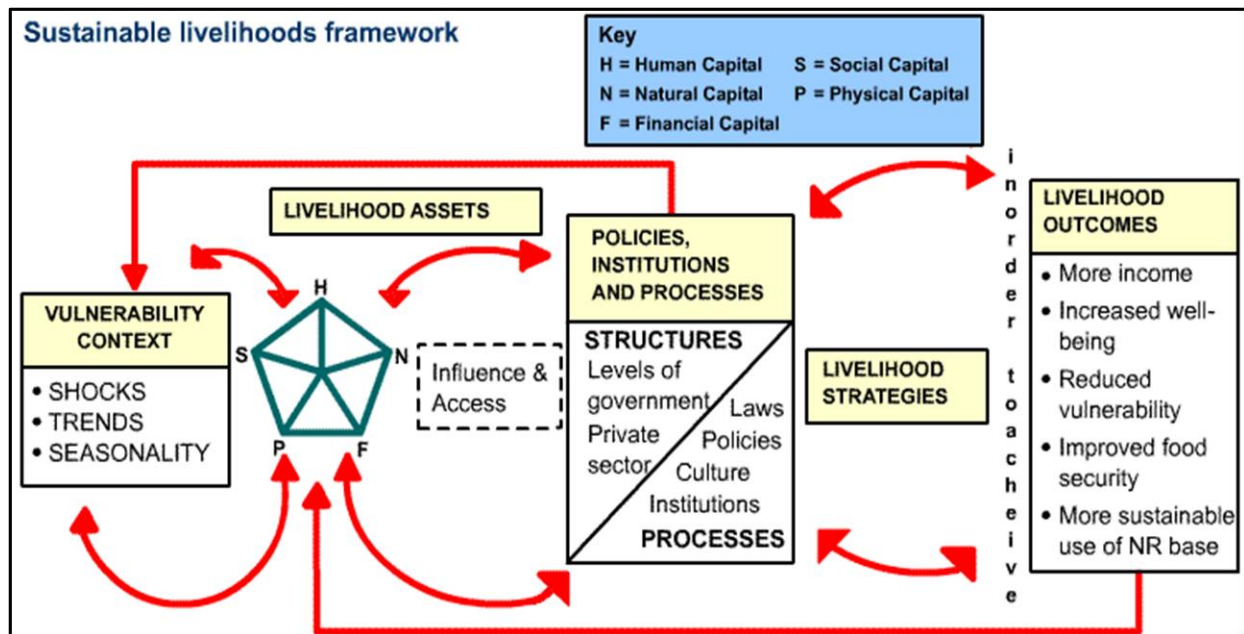 Sustainable livelihoods framework
Key
H = Human Capital S = Social Capital
N = Natural Capital P = Physical Capital
F = Financial Capital
LIVELIHOOD ASSETS
VULNERABILITY
CONTEXT
• SHOCKS
• TRENDS
• SEASONALITY
H
S
N
P
F
Influence &
Access
POLICIES,
INSTITUTIONS
AND PROCESSES
STRUCTURES
Levels of
government
Private
sector
Laws
Policies
Culture
Institutions
PROCESSES
LIVELIHOOD
STRATEGIES
inorder toacheive
LIVELIHOOD
OUTCOMES
• More income
• Increased well-
being
• Reduced
vulnerability
• Improved food
security
• More sustainable
use of NR base